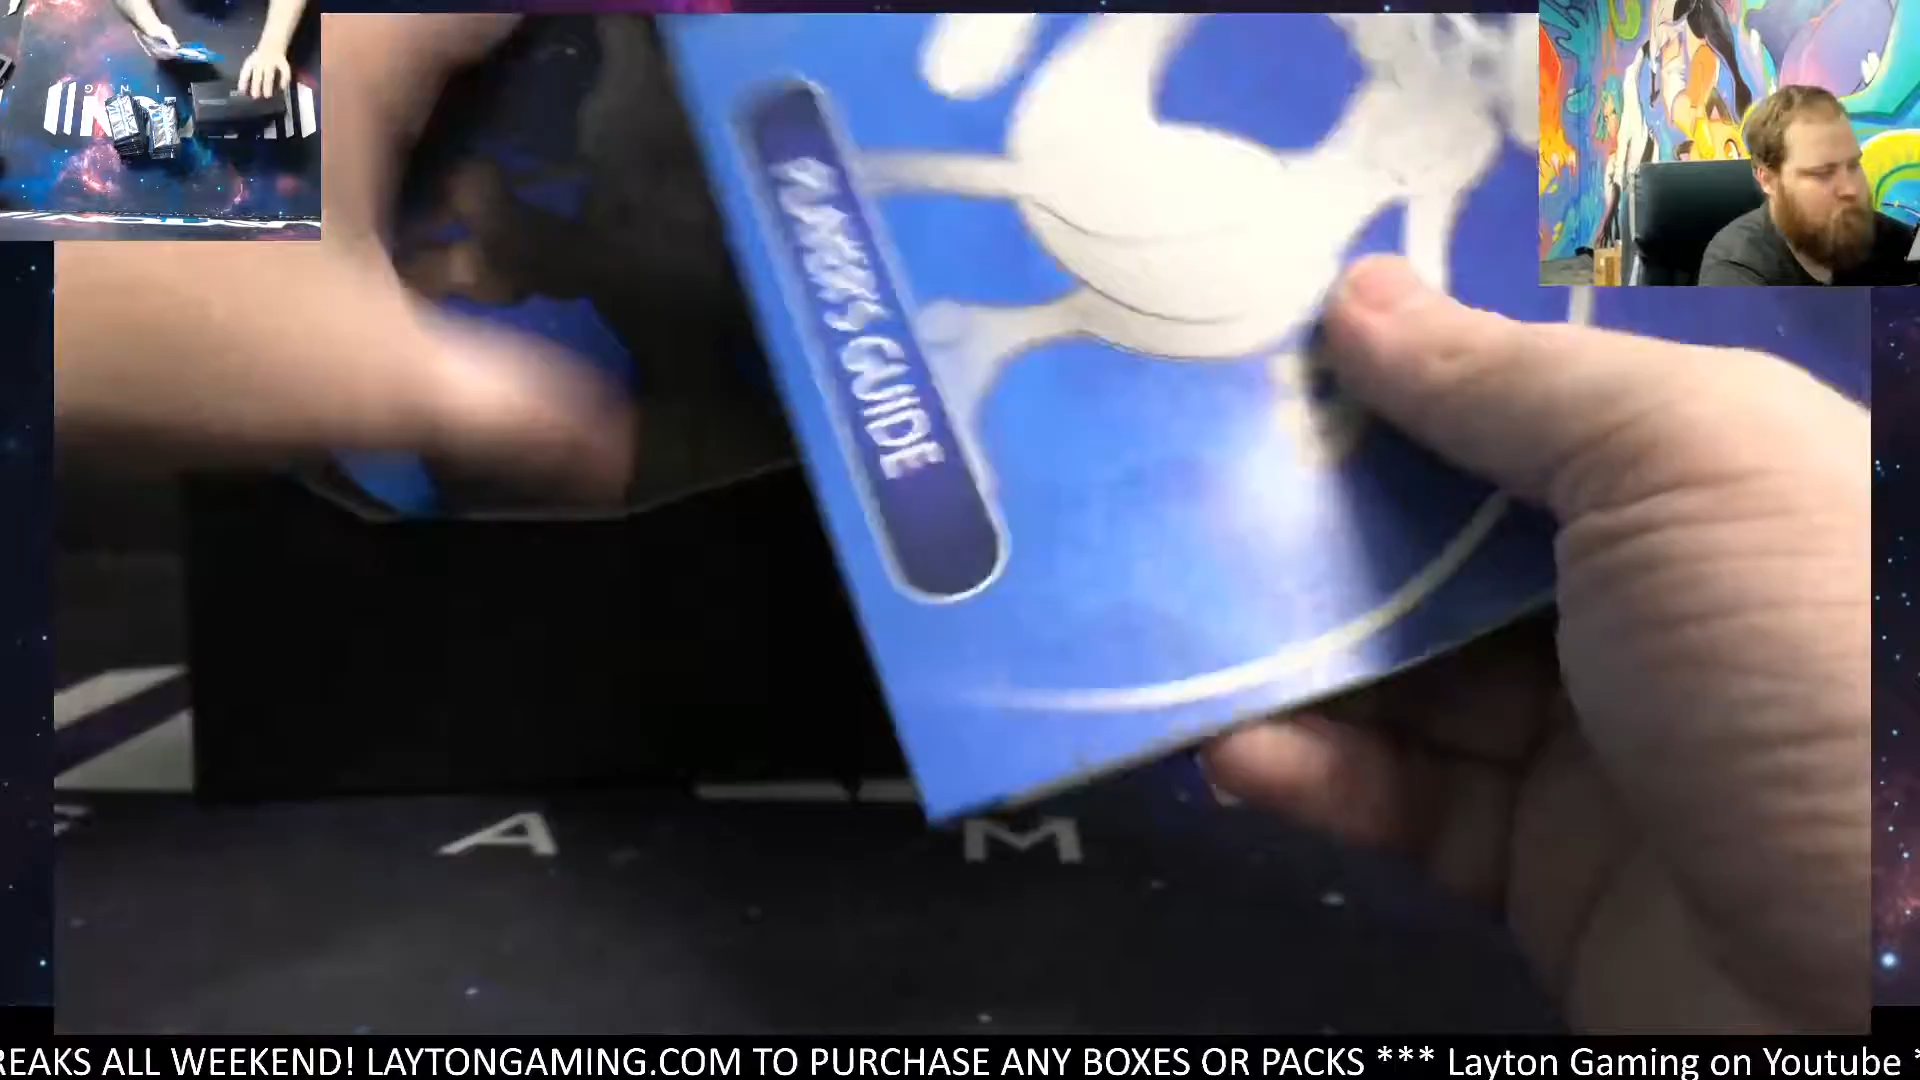 PLAYER'S GUIDE
A M
REAKS ALL WEEKEND! LAYTONGAMING.COM TO PURCHASE ANY BOXES OR PACKS *** Layton Gaming on Youtube *